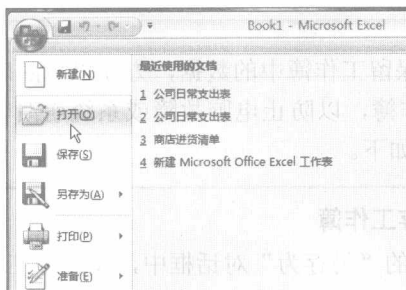 Book1 - Microsoft Excel
新建(N)
打开(O)
保存(S)
另存为(A)
打印(P)
准备(E)
最近使用的文档
1 公司日常支出表
2 公司日常支出表
3 商店进货清单
4 新建 Microsoft Office Excel 工作表